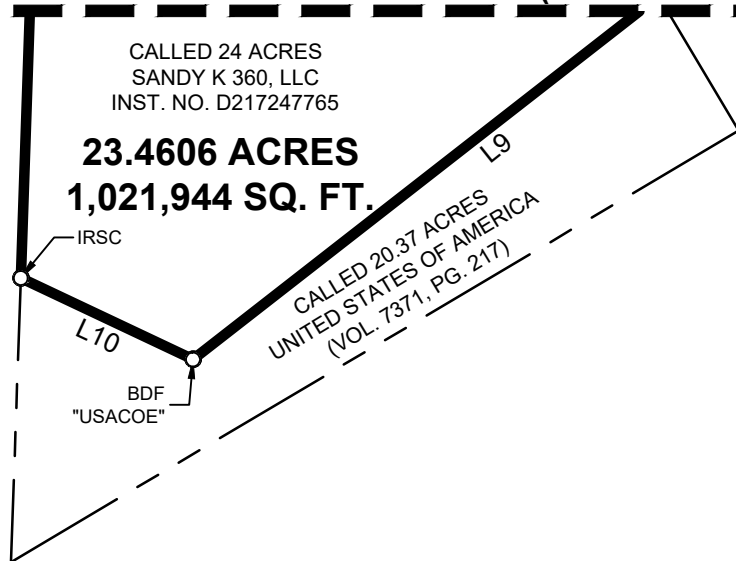 CALLED 24 ACRES
SANDY K 360, LLC
INST. NO. D217247765
23.4606 ACRES
1,021,944 SQ. FT.
L9
IRSC
CALLED 20.37 ACRES
UNITED STATES OF AMERICA
(VOL. 7371, PG. 217)
L10
BDF
"USACOE"